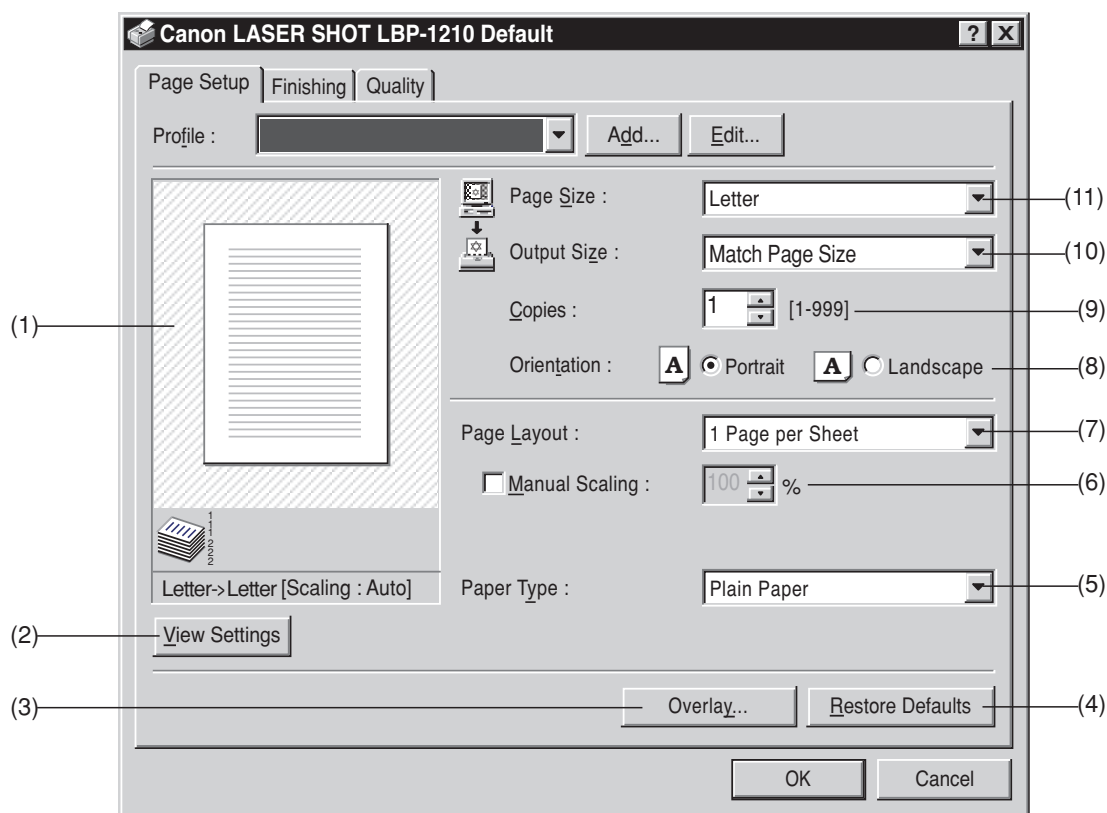 Canon LASER SHOT LBP-1210 Default ? X
Page Setup Finishing Quality
Profile : Add... Edit...
Page Size : Letter (11)
Output Size : Match Page Size (10)
Copies : 1 [1-999] (9)
(1)
Orientation : A Portrait A Landscape (8)
Page Layout : 1 Page per Sheet (7)
Manual Scaling : 100 % (6)
1
1
1
2
2
2
Letter->Letter [Scaling : Auto] Paper Type : Plain Paper (5)
(2) View Settings
(3) Overlay... Restore Defaults (4)
OK Cancel